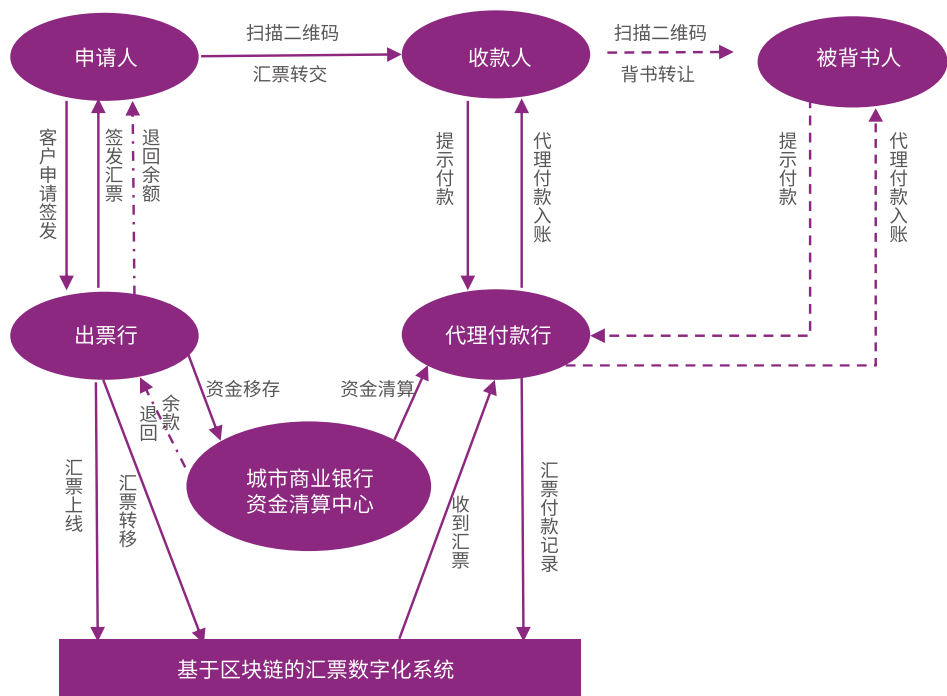 扫描二维码
扫描二维码
申请人
收款人
被背书人
汇票转交
背书转让
客户申请签发
签发汇票
退回余额
提示付款
代理付款入账
提示付款
代理付款入账
出票行
代理付款行
资金移存
资金清算
退回
余款
城市商业银行
资金清算中心
汇票上线
汇票转移
收到汇票
汇票付款记录
基于区块链的汇票数字化系统